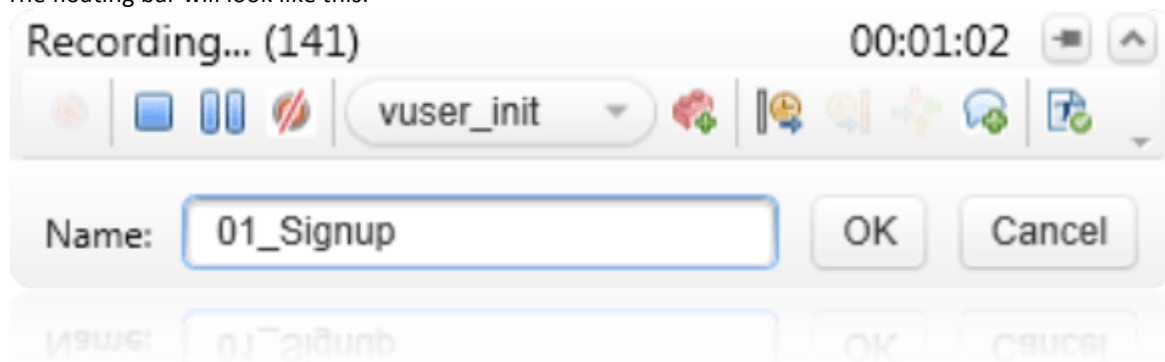 The floating bar will look like this:
Recording... (141) 00:01:02
vuser_init
Name: 01_Signup OK Cancel